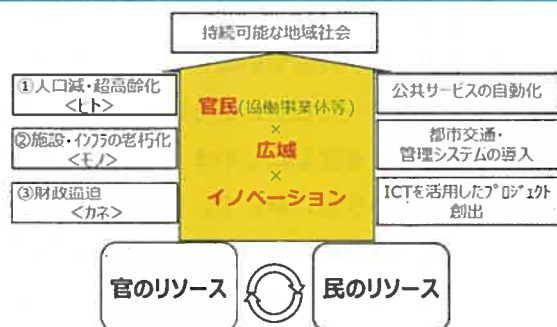 持続可能な地域社会
①人口減・超高齢化
<ヒト>
②施設・インフラの老朽化
<モノ>
③財政逼迫
<カネ>
官民(協働事業体等)
×
広域
×
イノベーション
公共サービスの自動化
都市交通・
管理システムの導入
ICTを活用したプロジェクト
創出
官のリソース
民のリソース